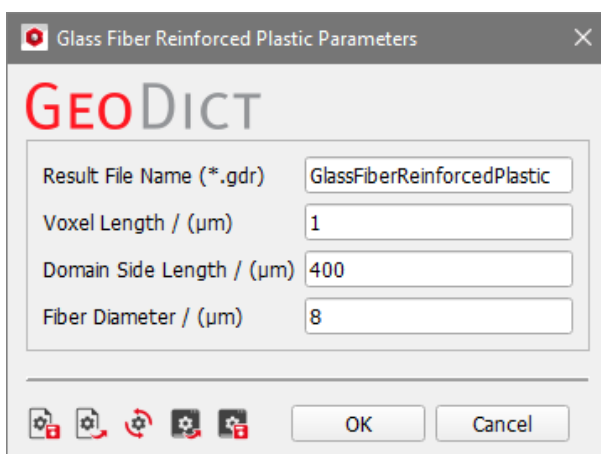 Glass Fiber Reinforced Plastic Parameters
GEODICT
Result File Name (*.gdr) GlassFiberReinforcedPlastic
Voxel Length / (µm) 1
Domain Side Length / (µm) 400
Fiber Diameter / (µm) 8
OK Cancel